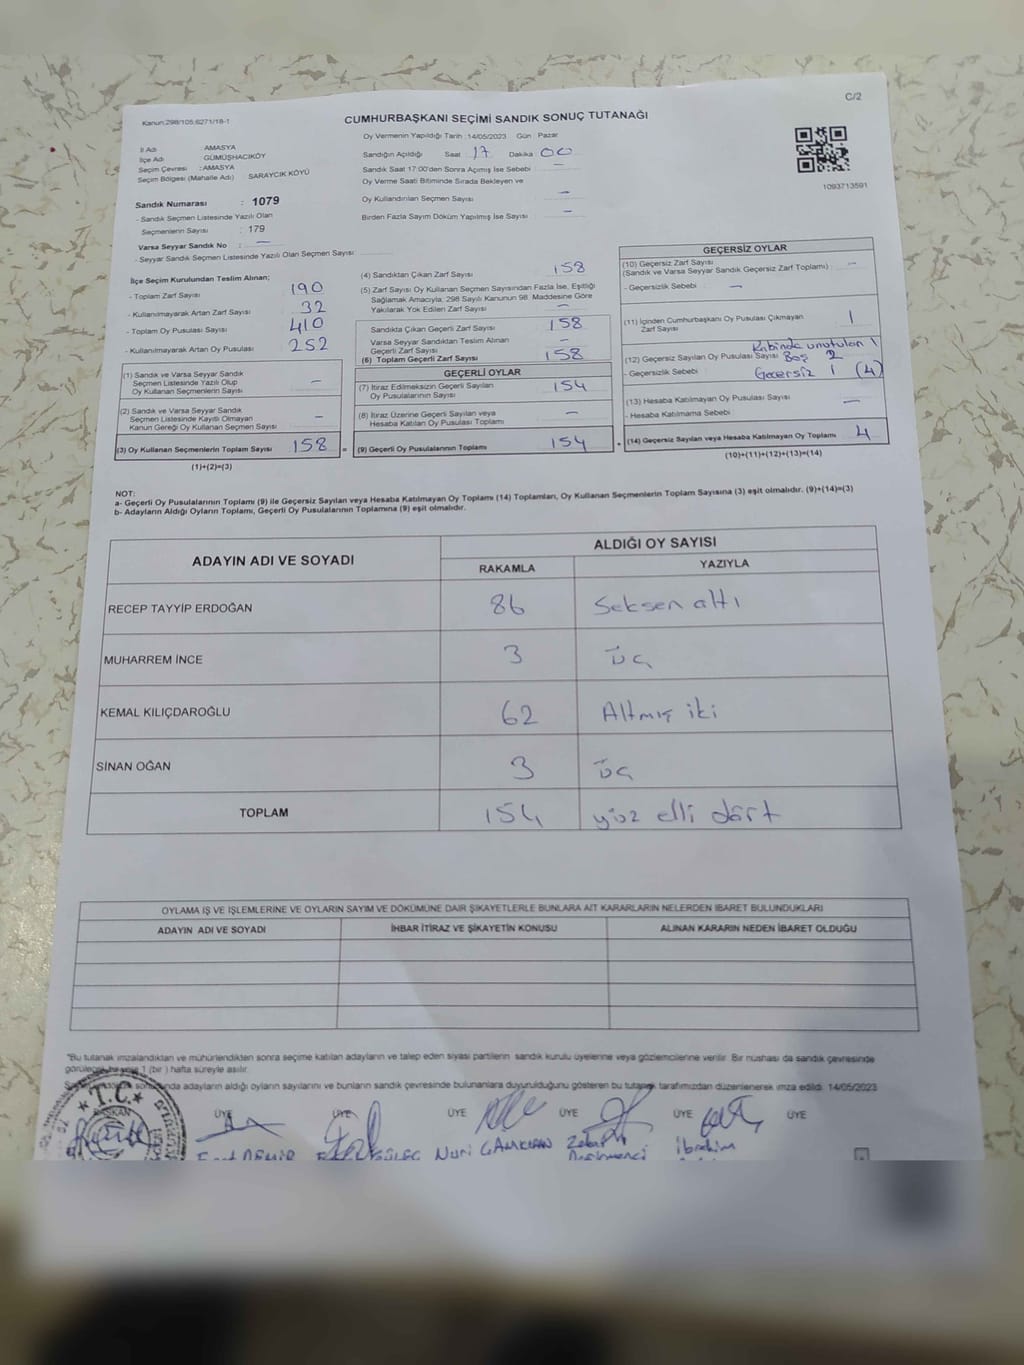 C/2
Kanun:298/105;6271/18-1
CUMHURBAŞKANI SEÇİMİ SANDIK SONUÇ TUTANAĞI
Oy Vermenin Yapıldığı Tarih :14/05/2023 Gün : Pazar
İl Adı : AMASYA
İlçe Adı GÜMÜŞHACIKÖY
Seçim Çevresi : AMASYA
Seçim Bölgesi (Mahalle Adı) SARAYCIK KÖYÜ
Sandığın Açıldığı Saat 17 Dakika 00
Sandık Saat 17:00'den Sonra Açımış İse Sebebi -
Oy Verme Saati Bitiminde Sırada Bekleyen ve
Oy Kullandırılan Seçmen Sayısı -
Birden Fazla Sayım Döküm Yapılmış İse Sayısı -
1093713591
Sandık Numarası : 1079
- Sandık Seçmen Listesinde Yazılı Olan
Seçmenlerin Sayısı : 179
Varsa Seyyar Sandık No : -
- Seyyar Sandık Seçmen Listesinde Yazılı Olan Seçmen Sayısı
İlçe Seçim Kurulundan Teslim Alınan;
- Toplam Zarf Sayısı 190
- Kullanılmayarak Artan Zarf Sayısı 32
- Toplam Oy Pusulası Sayısı 410
- Kullanılmayarak Artan Oy Pusulası 252
(1) Sandık ve Varsa Seyyar Sandık
Seçmen Listesinde Yazılı Olup
Oy Kullanan Seçmenlerin Sayısı -
(2) Sandık ve Varsa Seyyar Sandık
Seçmen Listesinde Kayıtlı Olmayan
Kanun Gereği Oy Kullanan Seçmen Sayısı -
(3) Oy Kullanan Seçmenlerin Toplam Sayısı 158
(1)+(2)=(3)
(4) Sandıktan Çıkan Zarf Sayısı 158
(5) Zarf Sayısı Oy Kullanan Seçmen Sayısından Fazla İse, Eşitliği
Sağlamak Amacıyla; 298 Sayılı Kanunun 98. Maddesine Göre
Yakılarak Yok Edilen Zarf Sayısı -
Sandıkta Çıkan Geçerli Zarf Sayısı 158
Varsa Seyyar Sandıktan Teslim Alınan
Geçerli Zarf Sayısı -
(6) Toplam Geçerli Zarf Sayısı 158
GEÇERLİ OYLAR
(7) İtiraz Edilmeksizin Geçerli Sayılan
Oy Pusulalarının Sayısı 154
(8) İtiraz Üzerine Geçerli Sayılan veya
Hesaba Katılan Oy Pusulası Toplamı -
= (9) Geçerli Oy Pusulalarının Toplamı 154
GEÇERSİZ OYLAR
(10) Geçersiz Zarf Sayısı
(Sandık ve Varsa Seyyar Sandık Geçersiz Zarf Toplamı) -
- Geçersizlik Sebebi -
(11) İçinden Cumhurbaşkanı Oy Pusulası Çıkmayan
Zarf Sayısı 1
Kabinde unutulan 1
(12) Geçersiz Sayılan Oy Pusulası Sayısı Boş 2
- Geçersizlik Sebebi Geçersiz 1 (4)
(13) Hesaba Katılmayan Oy Pusulası Sayısı -
- Hesaba Katılmama Sebebi
+ (14) Geçersiz Sayılan veya Hesaba Katılmayan Oy Toplamı 4
(10)+(11)+(12)+(13)=(14)
NOT:
a- Geçerli Oy Pusulalarının Toplamı (9) ile Geçersiz Sayılan veya Hesaba Katılmayan Oy Toplamı (14) Toplamları, Oy Kullanan Seçmenlerin Toplam Sayısına (3) eşit olmalıdır. (9)+(14)=(3)
b- Adayların Aldığı Oyların Toplamı, Geçerli Oy Pusulalarının Toplamına (9) eşit olmalıdır.
ADAYIN ADI VE SOYADI
ALDIĞI OY SAYISI
RAKAMLA YAZIYLA
RECEP TAYYİP ERDOĞAN 86 Seksen altı
MUHARREM İNCE 3 üç
KEMAL KILIÇDAROĞLU 62 Altmış iki
SİNAN OĞAN 3 üç
TOPLAM 154 yüz elli dört
OYLAMA İŞ VE İŞLEMLERİNE VE OYLARIN SAYIM VE DÖKÜMÜNE DAİR ŞİKAYETLERLE BUNLARA AİT KARARLARIN NELERDEN İBARET BULUNDUKLARI
ADAYIN ADI VE SOYADI İHBAR İTİRAZ VE ŞİKAYETİN KONUSU ALINAN KARARIN NEDEN İBARET OLDUĞU
"Bu tutanak imzalandıktan ve mühürlendikten sonra seçime katılan adayların ve talep eden siyasi partilerin sandık kurulu üyelerine veya gözlemcilerine verilir. Bir nüshası da sandık çevresinde
1 (bir) hafta süreyle asılır.
adayların aldığı oyların sayılarını ve bunların sandık çevresinde bulunanlara duyurulduğunu gösteren bu tutanak tarafımızdan düzenlenerek imza edildi. 14/05/2023
T.C.
BAŞKAN ÜYE ÜYE ÜYE ÜYE ÜYE ÜYE
Nuri İbrahim